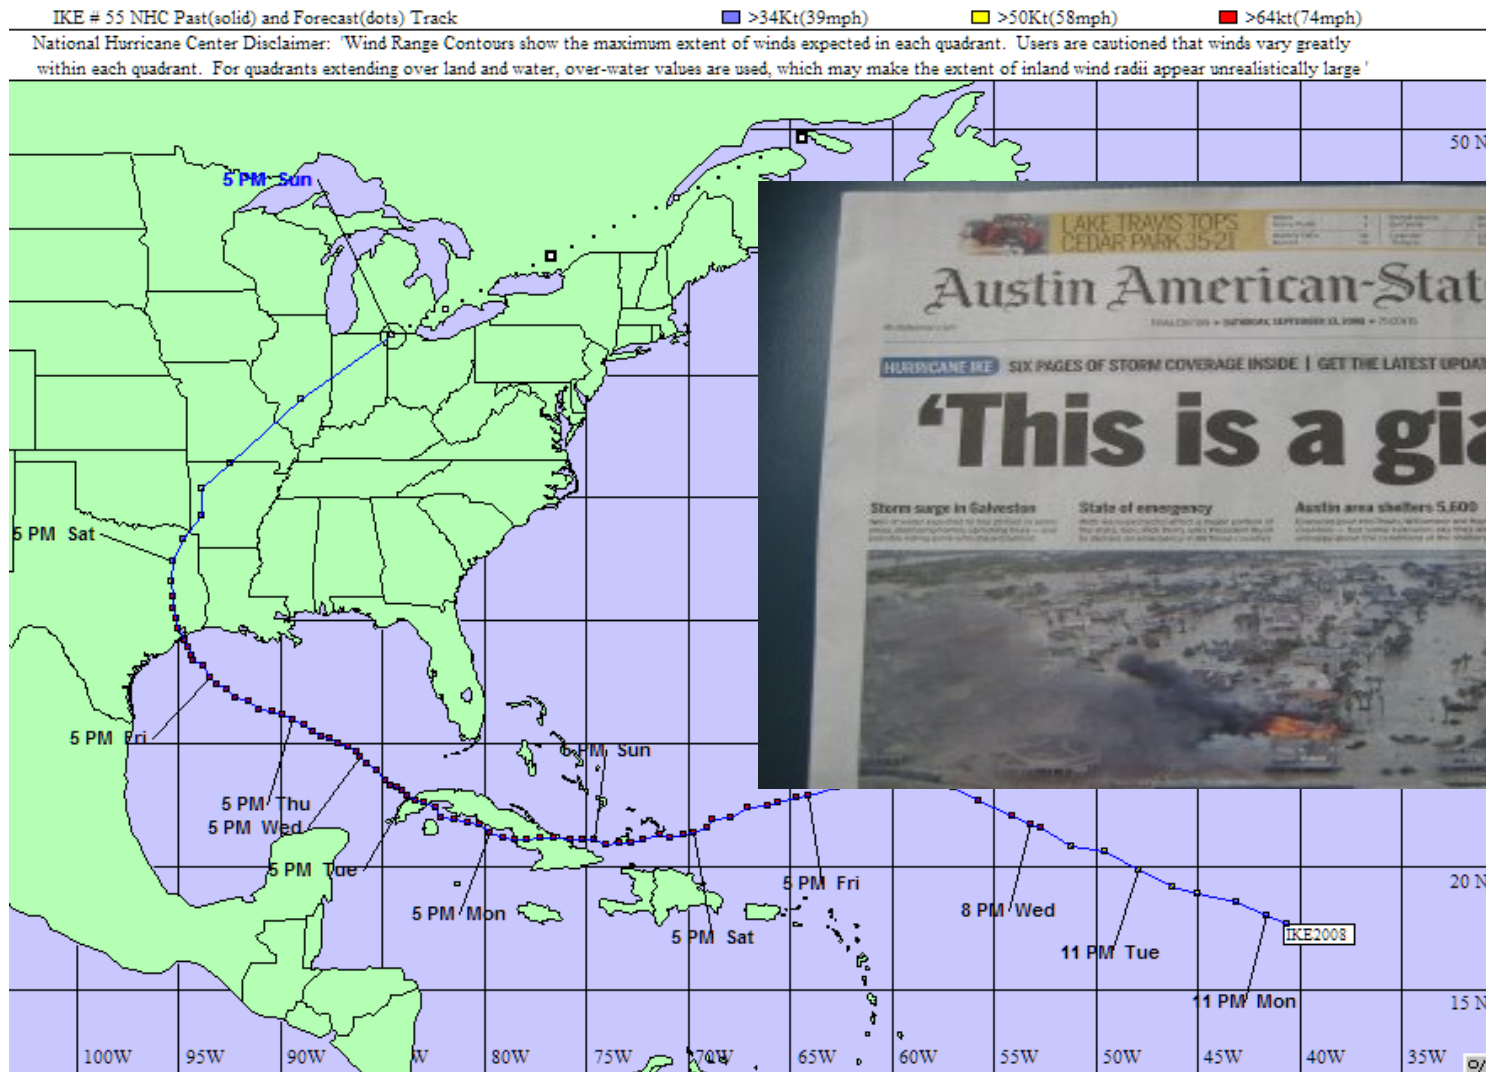 IKE # 55 NHC Past(solid) and Forecast(dots) Track >34Kt(39mph) >50Kt(58mph) >64kt(74mph)
National Hurricane Center Disclaimer: 'Wind Range Contours show the maximum extent of winds expected in each quadrant. Users are cautioned that winds vary greatly
within each quadrant. For quadrants extending over land and water, over-water values are used, which may make the extent of inland wind radii appear unrealistically large '
50 N
5 PM Sun
LAKE TRAVIS TOPS
CEDAR PARK 35-21
Austin American-Stat
HURRICANE IKE SIX PAGES OF STORM COVERAGE INSIDE | GET THE LATEST UPDA
'This is a gia
Storm surge in Galveston State of emergency Austin area shelters 5,600
5 PM Sat
5 PM Fri
5 PM Sun
5 PM Thu
5 PM Wed
5 PM Tue
20 N
5 PM Fri
5 PM Mon
8 PM Wed
5 PM Sat
IKE2008
11 PM Tue
11 PM Mon
15 N
100W 95W 90W W 80W 75W 70W 65W 60W 55W 50W 45W 40W 35W